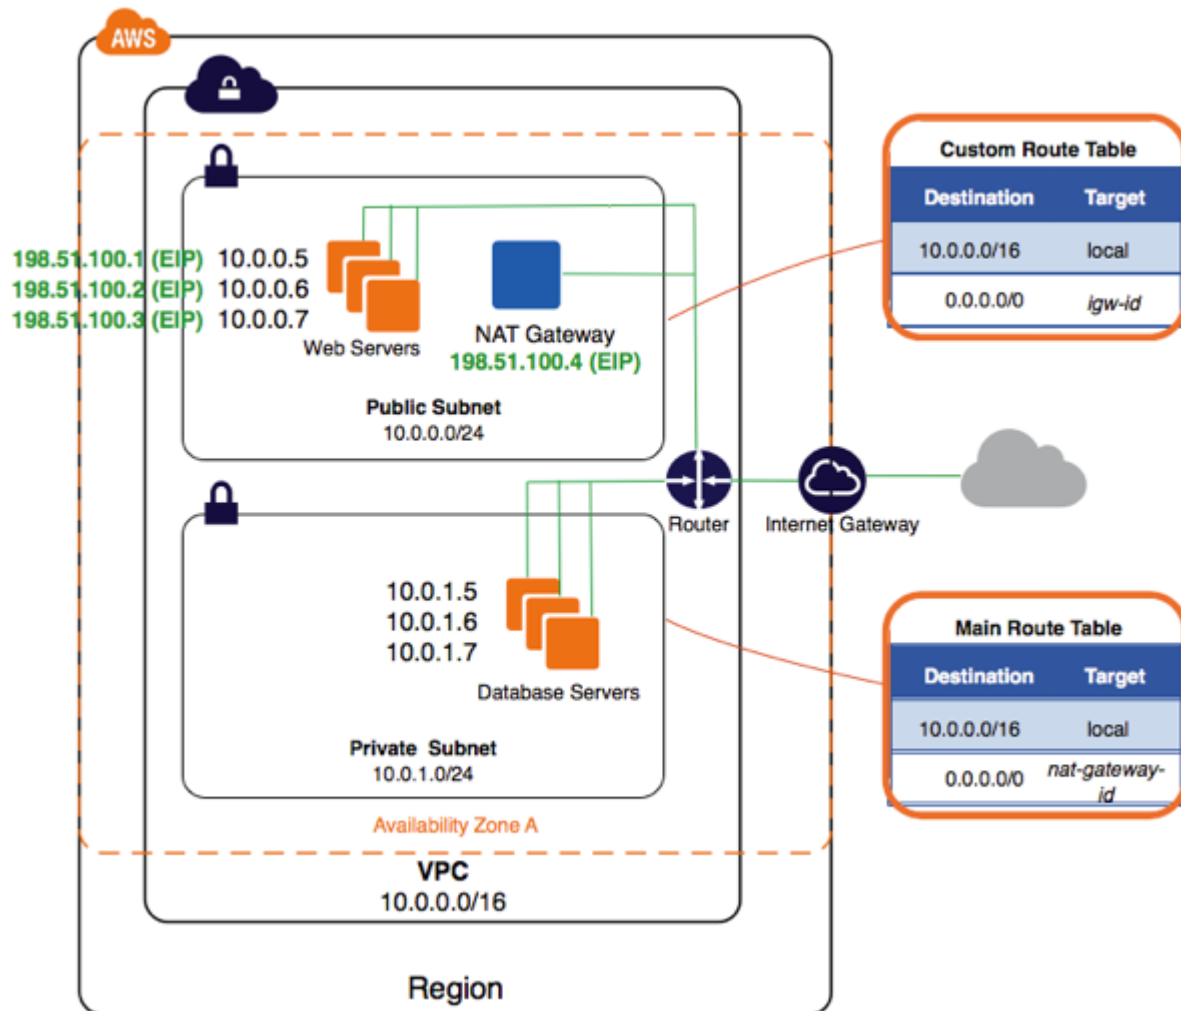 AWS
Custom Route Table
Destination Target
10.0.0.0/16 local
0.0.0.0/0 igw-id
198.51.100.1 (EIP) 10.0.0.5
198.51.100.2 (EIP) 10.0.0.6
198.51.100.3 (EIP) 10.0.0.7
Web Servers
NAT Gateway
198.51.100.4 (EIP)
Public Subnet
10.0.0.0/24
Router
Internet Gateway
10.0.1.5
10.0.1.6
10.0.1.7
Database Servers
Private Subnet
10.0.1.0/24
Main Route Table
Destination Target
10.0.0.0/16 local
0.0.0.0/0 nat-gateway-
id
Availability Zone A
VPC
10.0.0.0/16
Region